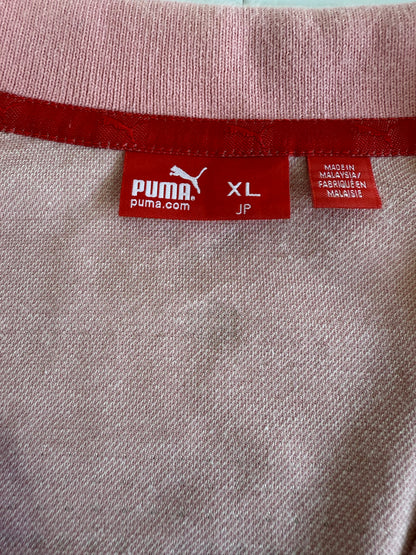 PUMA
puma.com
XL
JP
MADE IN
MALAYSIA/
FABRIQUÉ EN
MALAISIE